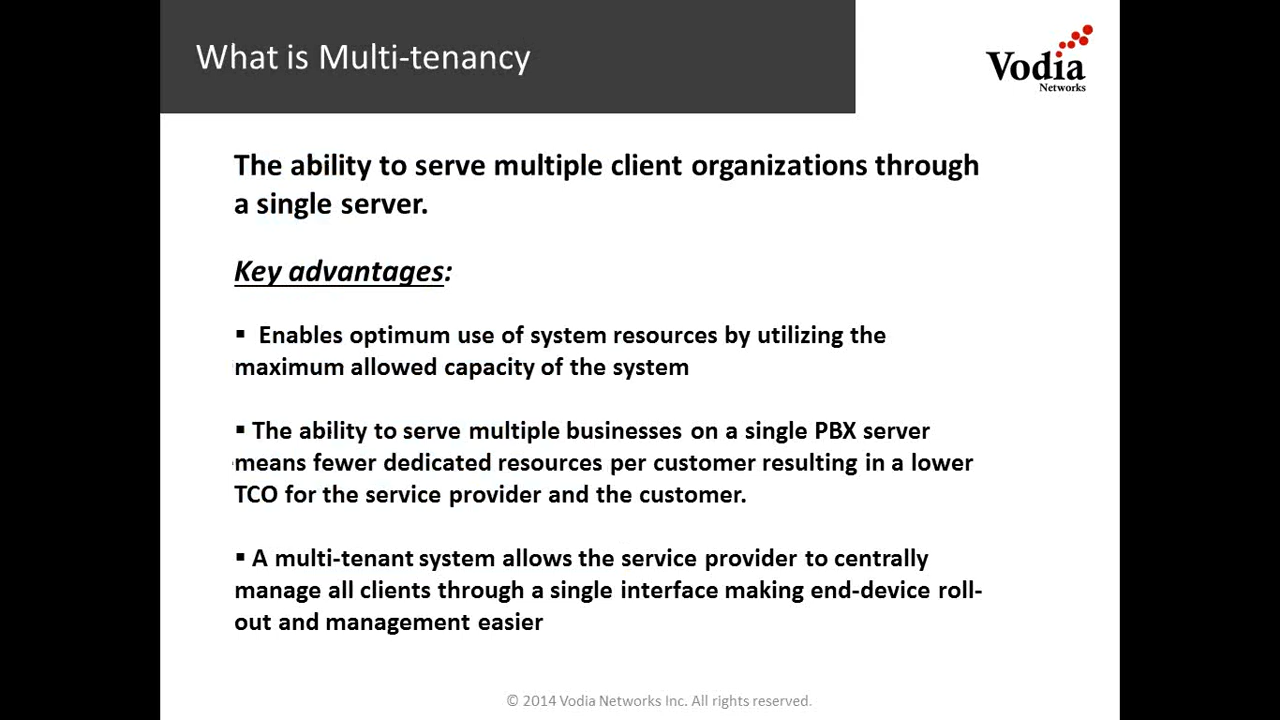 What is Multi-tenancy
Vodia
Networks
The ability to serve multiple client organizations through
a single server.
Key advantages:
▪ Enables optimum use of system resources by utilizing the
maximum allowed capacity of the system
▪ The ability to serve multiple businesses on a single PBX server
means fewer dedicated resources per customer resulting in a lower
TCO for the service provider and the customer.
▪ A multi-tenant system allows the service provider to centrally
manage all clients through a single interface making end-device roll-
out and management easier
© 2014 Vodia Networks Inc. All rights reserved.